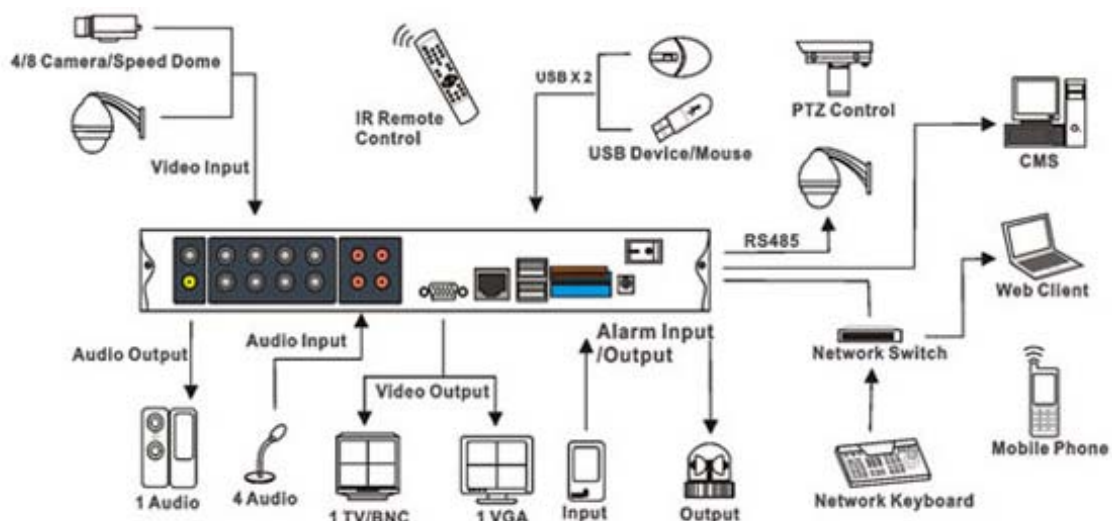 4/8 Camera/Speed Dome
IR Remote
Control
USB X 2
USB Device/Mouse
PTZ Control
CMS
Video Input
RS485
Web Client
Audio Output
Audio Input
Video Output
Alarm Input
/Output
Network Switch
Mobile Phone
1 Audio
4 Audio
1 TV/BNC
1 VGA
Input
Output
Network Keyboard